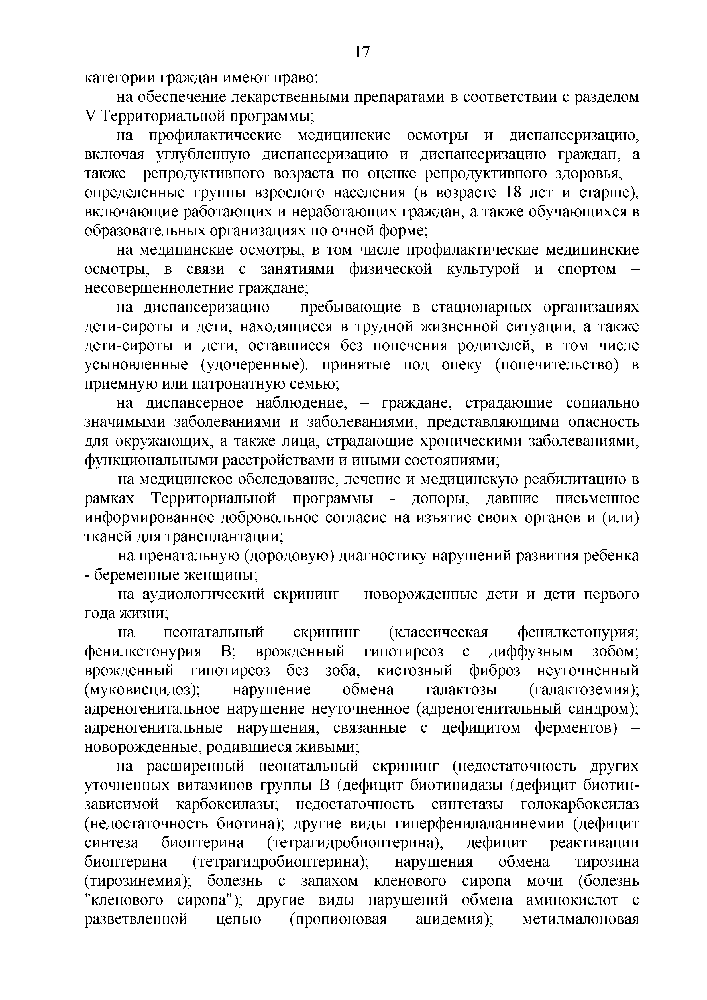 17
категории граждан имеют право:
на обеспечение лекарственными препаратами в соответствии с разделом
V Территориальной программы;
на профилактические медицинские осмотры и диспансеризацию,
включая углубленную диспансеризацию и диспансеризацию граждан, а
также репродуктивного возраста по оценке репродуктивного здоровья, –
определенные группы взрослого населения (в возрасте 18 лет и старше),
включающие работающих и неработающих граждан, а также обучающихся в
образовательных организациях по очной форме;
на медицинские осмотры, в том числе профилактические медицинские
осмотры, в связи с занятиями физической культурой и спортом –
несовершеннолетние граждане;
на диспансеризацию – пребывающие в стационарных организациях
дети-сироты и дети, находящиеся в трудной жизненной ситуации, а также
дети-сироты и дети, оставшиеся без попечения родителей, в том числе
усыновленные (удочеренные), принятые под опеку (попечительство) в
приемную или патронатную семью;
на диспансерное наблюдение, – граждане, страдающие социально
значимыми заболеваниями и заболеваниями, представляющими опасность
для окружающих, а также лица, страдающие хроническими заболеваниями,
функциональными расстройствами и иными состояниями;
на медицинское обследование, лечение и медицинскую реабилитацию в
рамках Территориальной программы - доноры, давшие письменное
информированное добровольное согласие на изъятие своих органов и (или)
тканей для трансплантации;
на пренатальную (дородовую) диагностику нарушений развития ребенка
- беременные женщины;
на аудиологический скрининг – новорожденные дети и дети первого
года жизни;
на неонатальный скрининг (классическая фенилкетонурия;
фенилкетонурия В; врожденный гипотиреоз с диффузным зобом;
врожденный гипотиреоз без зоба; кистозный фиброз неуточненный
(муковисцидоз); нарушение обмена галактозы (галактоземия);
адреногенитальное нарушение неуточненное (адреногенитальный синдром);
адреногенитальные нарушения, связанные с дефицитом ферментов) –
новорожденные, родившиеся живыми;
на расширенный неонатальный скрининг (недостаточность других
уточненных витаминов группы В (дефицит биотинидазы (дефицит биотин-
зависимой карбоксилазы; недостаточность синтетазы голокарбоксилаз
(недостаточность биотина); другие виды гиперфенилаланинемии (дефицит
синтеза биоптерина (тетрагидробиоптерина), дефицит реактивации
биоптерина (тетрагидробиоптерина); нарушения обмена тирозина
(тирозинемия); болезнь с запахом кленового сиропа мочи (болезнь
"кленового сиропа"); другие виды нарушений обмена аминокислот с
разветвленной цепью (пропионовая ацидемия); метилмалоновая